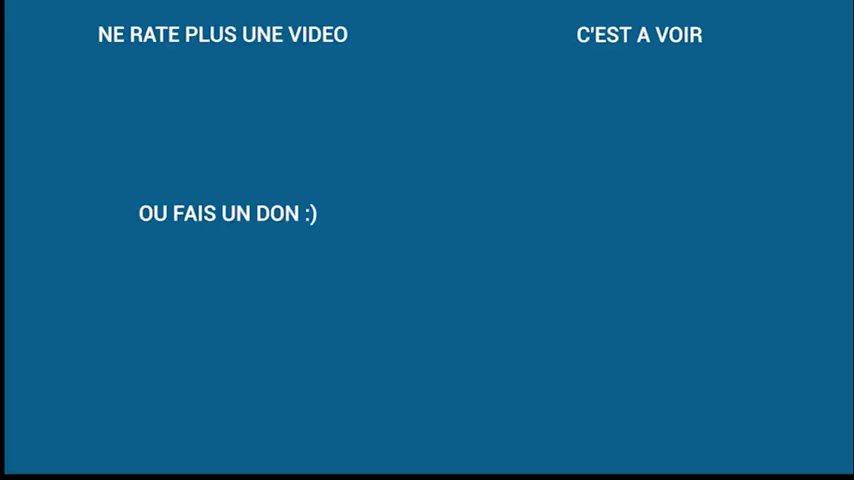 NE RATE PLUS UNE VIDEO
C'EST A VOIR
OU FAIS UN DON :)